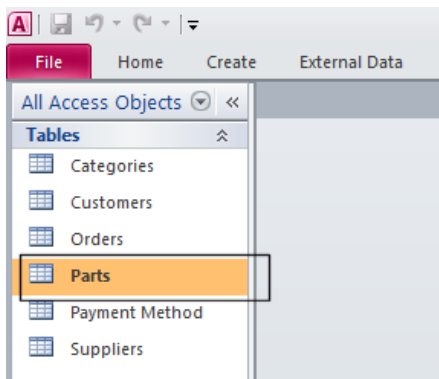 A
File Home Create External Data
All Access Objects «
Tables
Categories
Customers
Orders
Parts
Payment Method
Suppliers